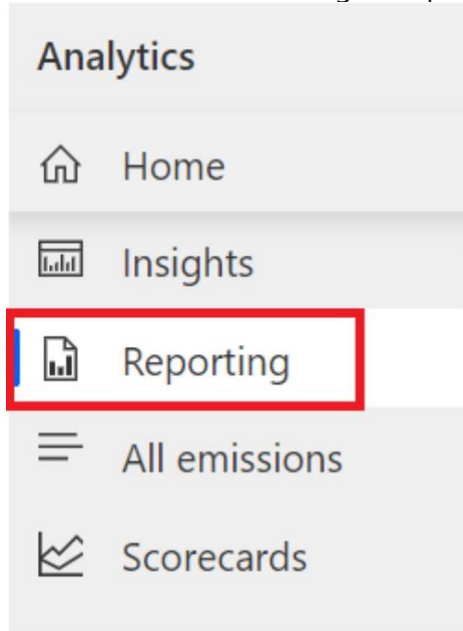 Analytics
Home
Insights
Reporting
All emissions
Scorecards